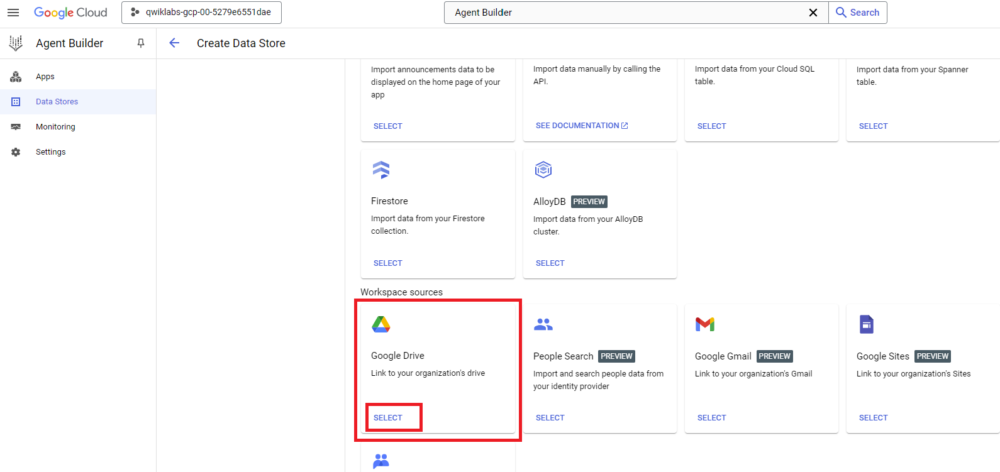 Google Cloud
qwiklabs-gcp-00-5279e6551dae
Agent Builder
Search
Agent Builder
Create Data Store
Apps
Data Stores
Monitoring
Settings
Import announcements data to be
displayed on the home page of your
app
SELECT
Import data manually by calling the
API.
SEE DOCUMENTATION
Import data from your Cloud SQL
table.
SELECT
Import data from your Spanner
table.
SELECT
Firestore
Import data from your Firestore
collection.
SELECT
AlloyDB PREVIEW
Import data from your AlloyDB
cluster.
SELECT
Workspace sources
Google Drive
Link to your organization's drive
SELECT
People Search PREVIEW
Import and search people data from
your identity provider
SELECT
Google Gmail PREVIEW
Link to your organization's Gmail
SELECT
Google Sites PREVIEW
Link to your organization's Sites
SELECT